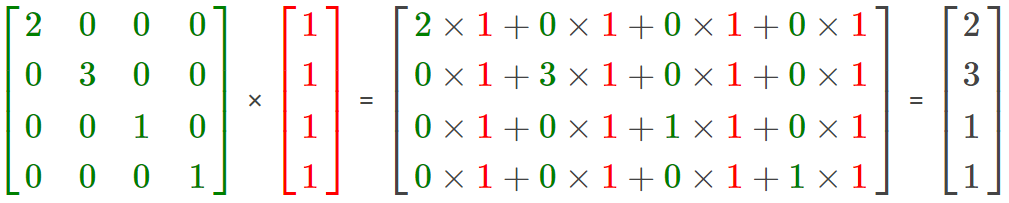 2 0 0 0   1   2 × 1 + 0 × 1 + 0 × 1 + 0 × 1   2
0 3 0 0   1   0 × 1 + 3 × 1 + 0 × 1 + 0 × 1   3
× = =
0 0 1 0   1   0 × 1 + 0 × 1 + 1 × 1 + 0 × 1   1
0 0 0 1   1   0 × 1 + 0 × 1 + 0 × 1 + 1 × 1   1